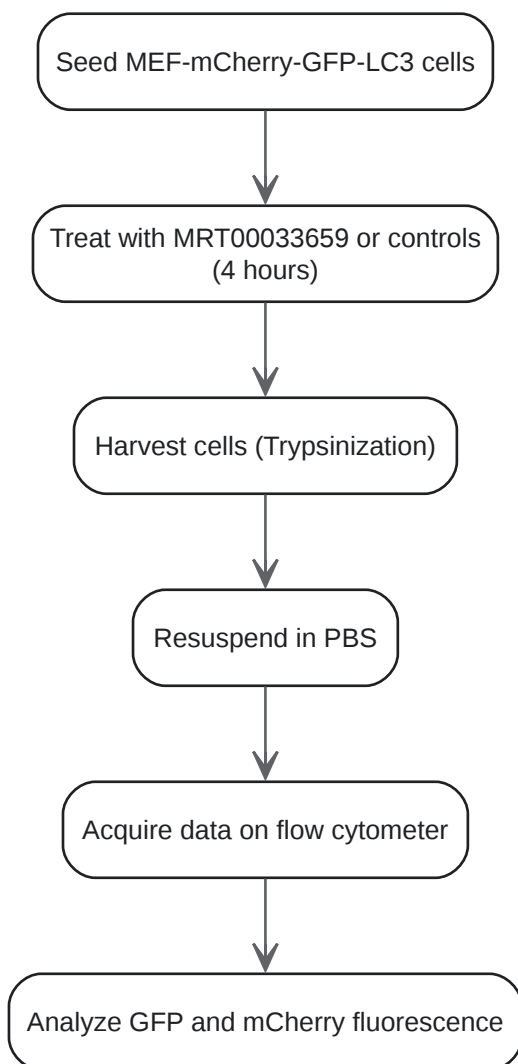 Seed MEF-mCherry-GFP-LC3 cells
Treat with MRT00033659 or controls
(4 hours)
Harvest cells (Trypsinization)
Resuspend in PBS
Acquire data on flow cytometer
Analyze GFP and mCherry fluorescence